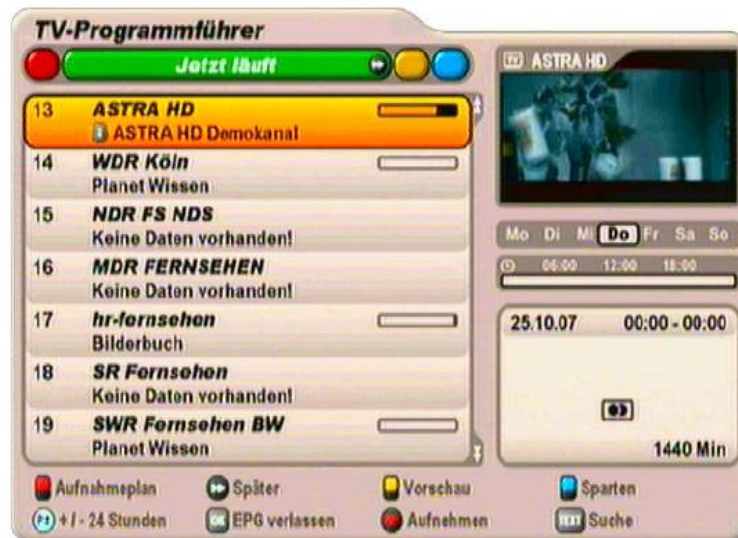 TV-Programmführer
Jetzt läuft
ASTRA HD
13 ASTRA HD
ASTRA HD Demokanal
14 WDR Köln
Planet Wissen
15 NDR FS NDS
Keine Daten vorhanden!
16 MDR FERNSEHEN
Keine Daten vorhanden!
17 hr-fernsehen
Bilderbuch
18 SR Fernsehen
Keine Daten vorhanden!
19 SWR Fernsehen BW
Planet Wissen
Mo Di Mi Do Fr Sa So
06:00 12:00 18:00
25.10.07 00:00 - 00:00
1440 Min
Aufnahmeplan Später Vorschau Sparten
+ / - 24 Stunden OK EPG verlassen Aufnehmen TEXT Suche